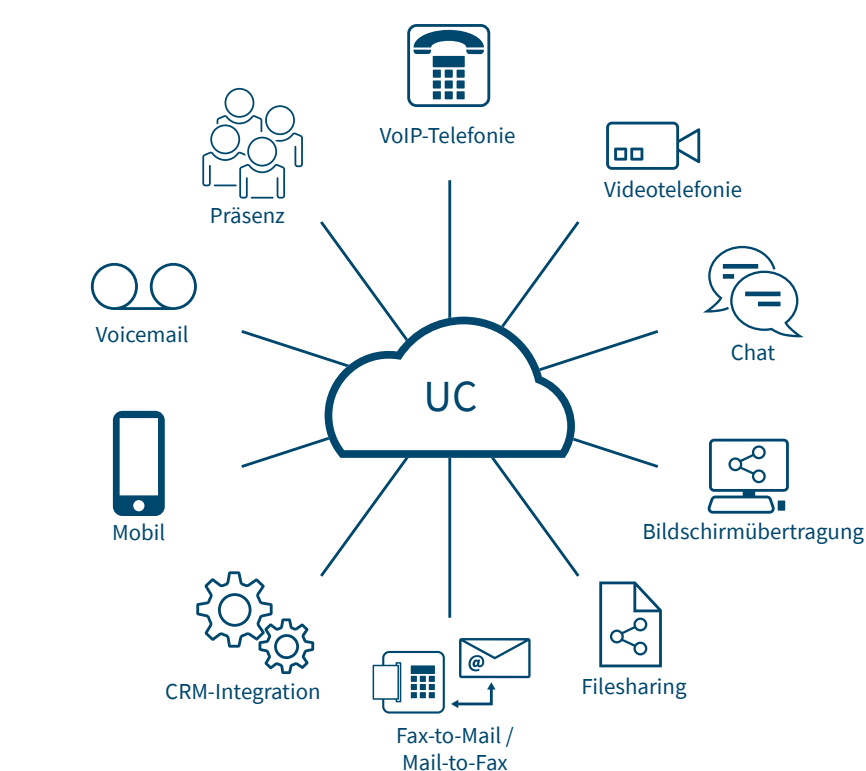 VoIP-Telefonie
Videotelefonie
Chat
Bildschirmübertragung
Filesharing
@
Fax-to-Mail /
Mail-to-Fax
CRM-Integration
Mobil
Voicemail
Präsenz
UC